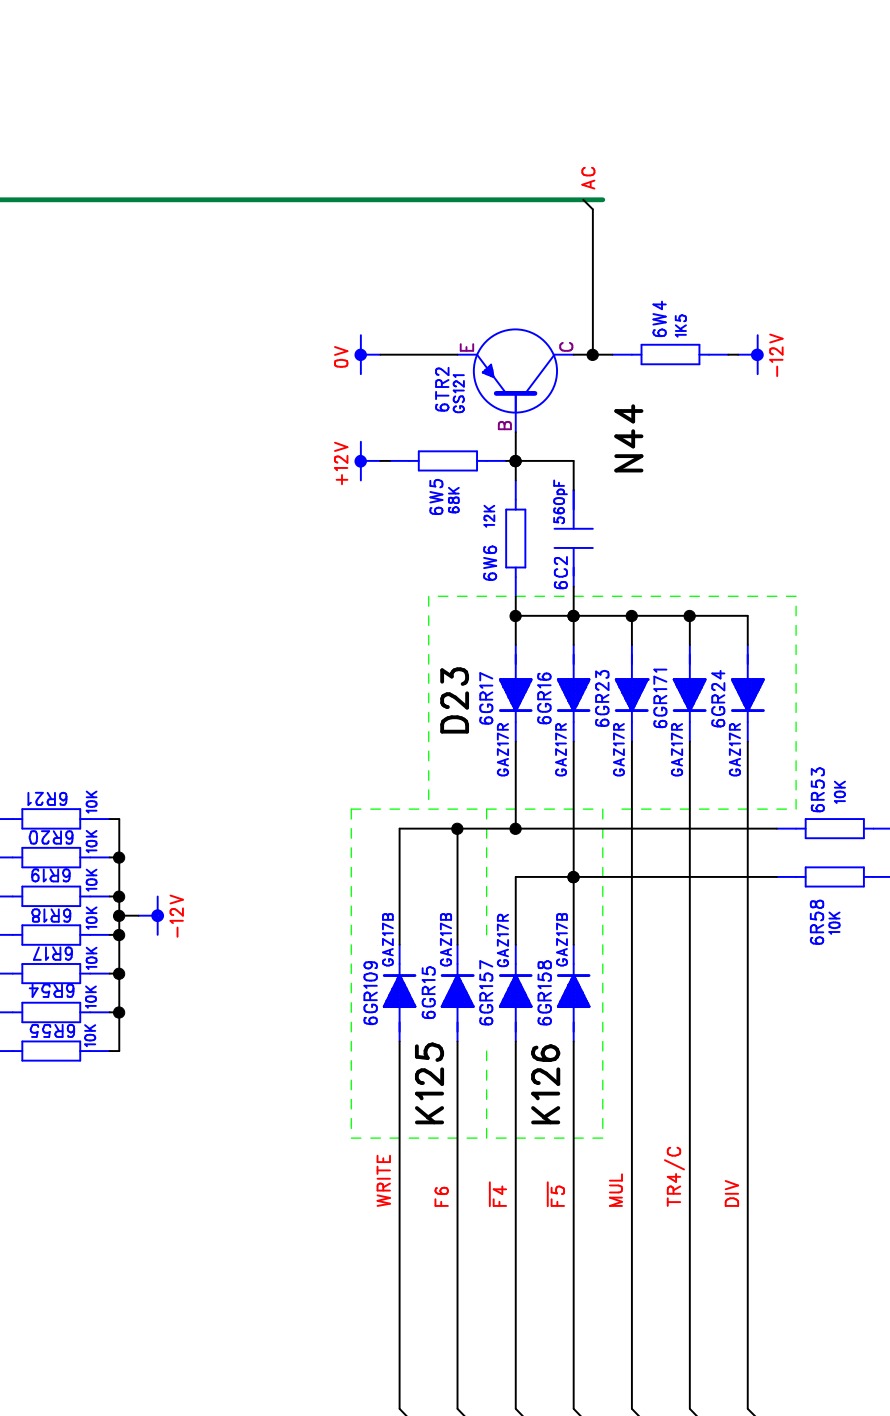 AC
0V
E
C
6W4
1K5
-12V
6TR2
GS121
B
N44
+12V
6W5
68K
6W6
12K
560pF
6C2
D23
6GR17
GAZ17R
6GR16
GAZ17R
6GR23
GAZ17R
6GR171
GAZ17R
6GR24
GAZ17R
6R53
10K
6R58
10K
6R21
10K
6R20
10K
6R19
10K
6R18
10K
6R17
10K
6R54
10K
6R55
10K
-12V
6GR109
GAZ17B
6GR15
GAZ17B
6GR157
GAZ17R
6GR158
GAZ17B
K125
K126
WRITE
F6
F4
F5
MUL
TR4/C
DIV